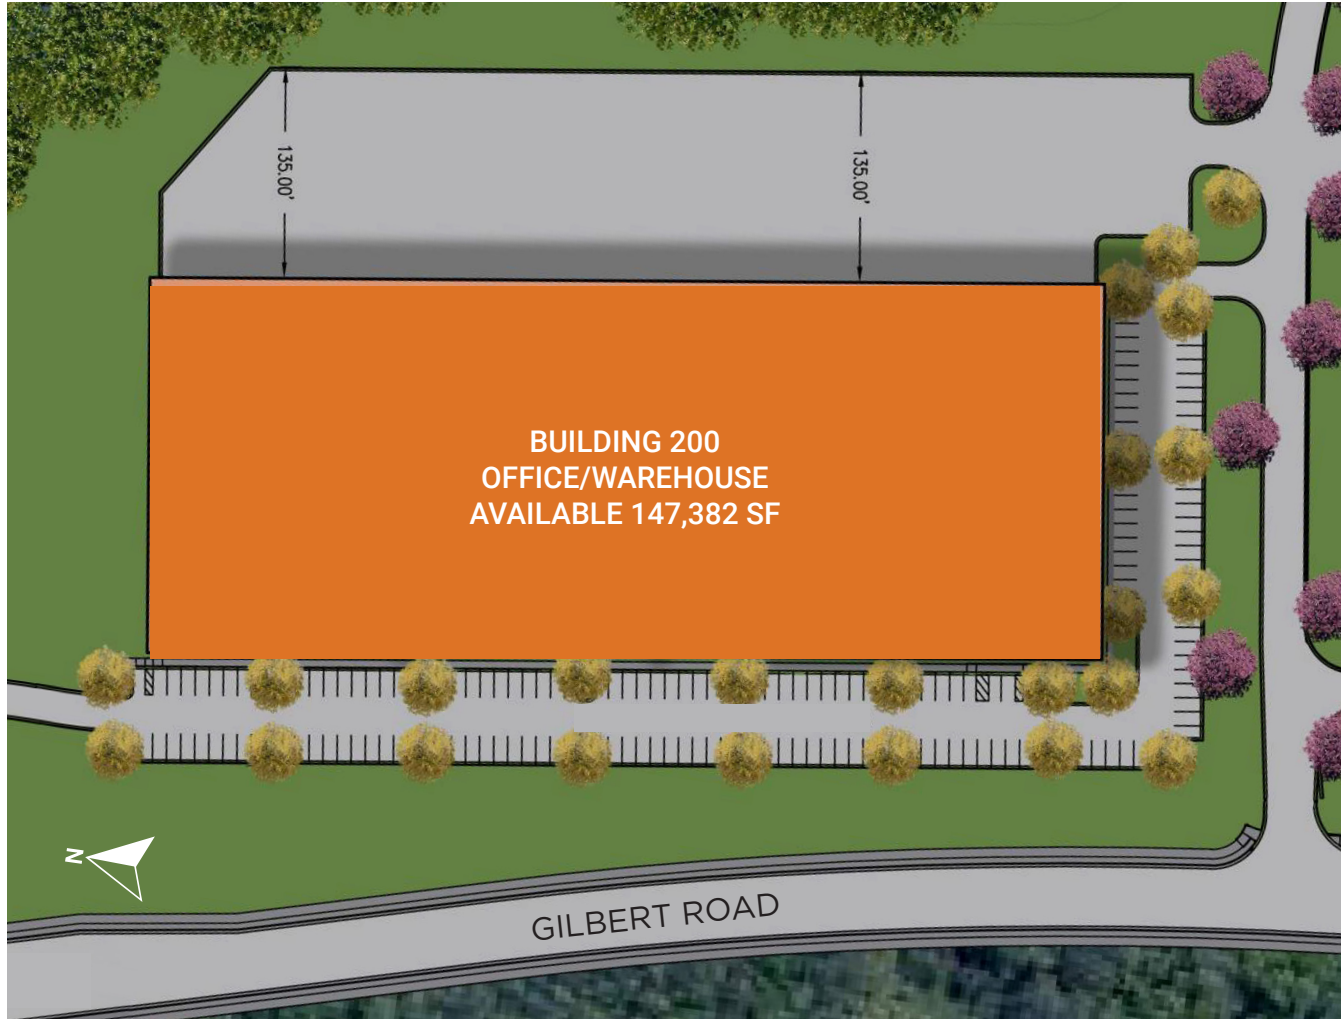 135.00'
135.00'
BUILDING 200
OFFICE/WAREHOUSE
AVAILABLE 147,382 SF
N
GILBERT ROAD